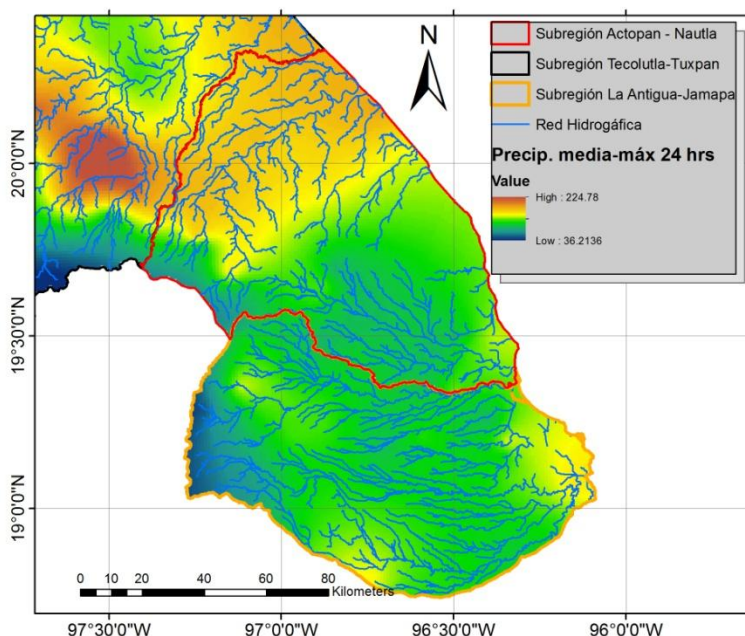 Subregión Actopan - Nautla
Subregión Tecolutla-Tuxpan
Subregión La Antigua-Jamapa
Red Hidrogáfica
Precip. media-máx 24 hrs
Value
High : 224.78
Low : 36.2136
N
20°0'0"N
19°30'0"N
19°0'0"N
0 10 20 40 60 80
Kilometers
97°30'0"W 97°0'0"W 96°30'0"W 96°0'0"W